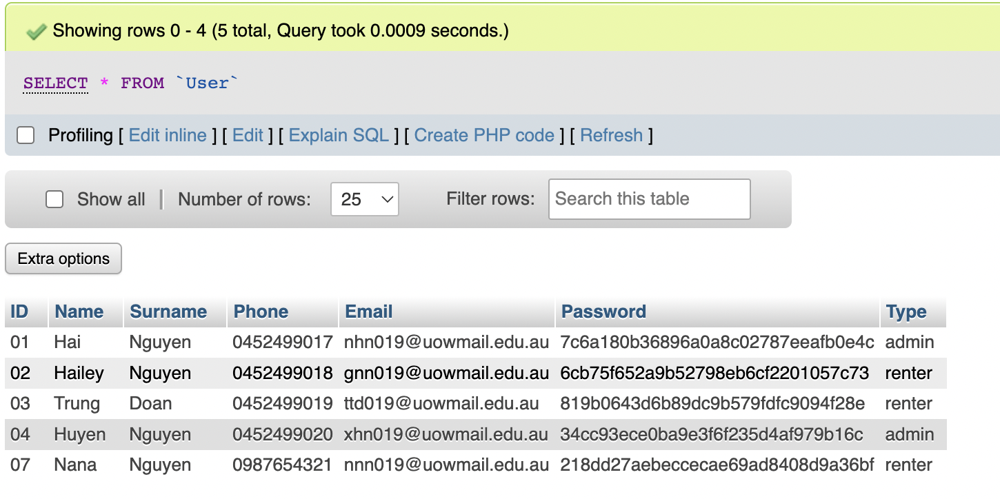 Showing rows 0 - 4 (5 total, Query took 0.0009 seconds.)
SELECT * FROM `User`
Profiling [ Edit inline ] [ Edit ] [ Explain SQL ] [ Create PHP code ] [ Refresh ]
Show all | Number of rows: 25 Filter rows: Search this table
Extra options
ID Name Surname Phone Email Password Type
01 Hai Nguyen 0452499017 nhn019@uowmail.edu.au 7c6a180b36896a0a8c02787eeafb0e4c admin
02 Hailey Nguyen 0452499018 gnn019@uowmail.edu.au 6cb75f652a9b52798eb6cf2201057c73 renter
03 Trung Doan 0452499019 ttd019@uowmail.edu.au 819b0643d6b89dc9b579fdfc9094f28e renter
04 Huyen Nguyen 0452499020 xhn019@uowmail.edu.au 34cc93ece0ba9e3f6f235d4af979b16c admin
07 Nana Nguyen 0987654321 nnn019@uowmail.edu.au 218dd27aebeccecae69ad8408d9a36bf renter